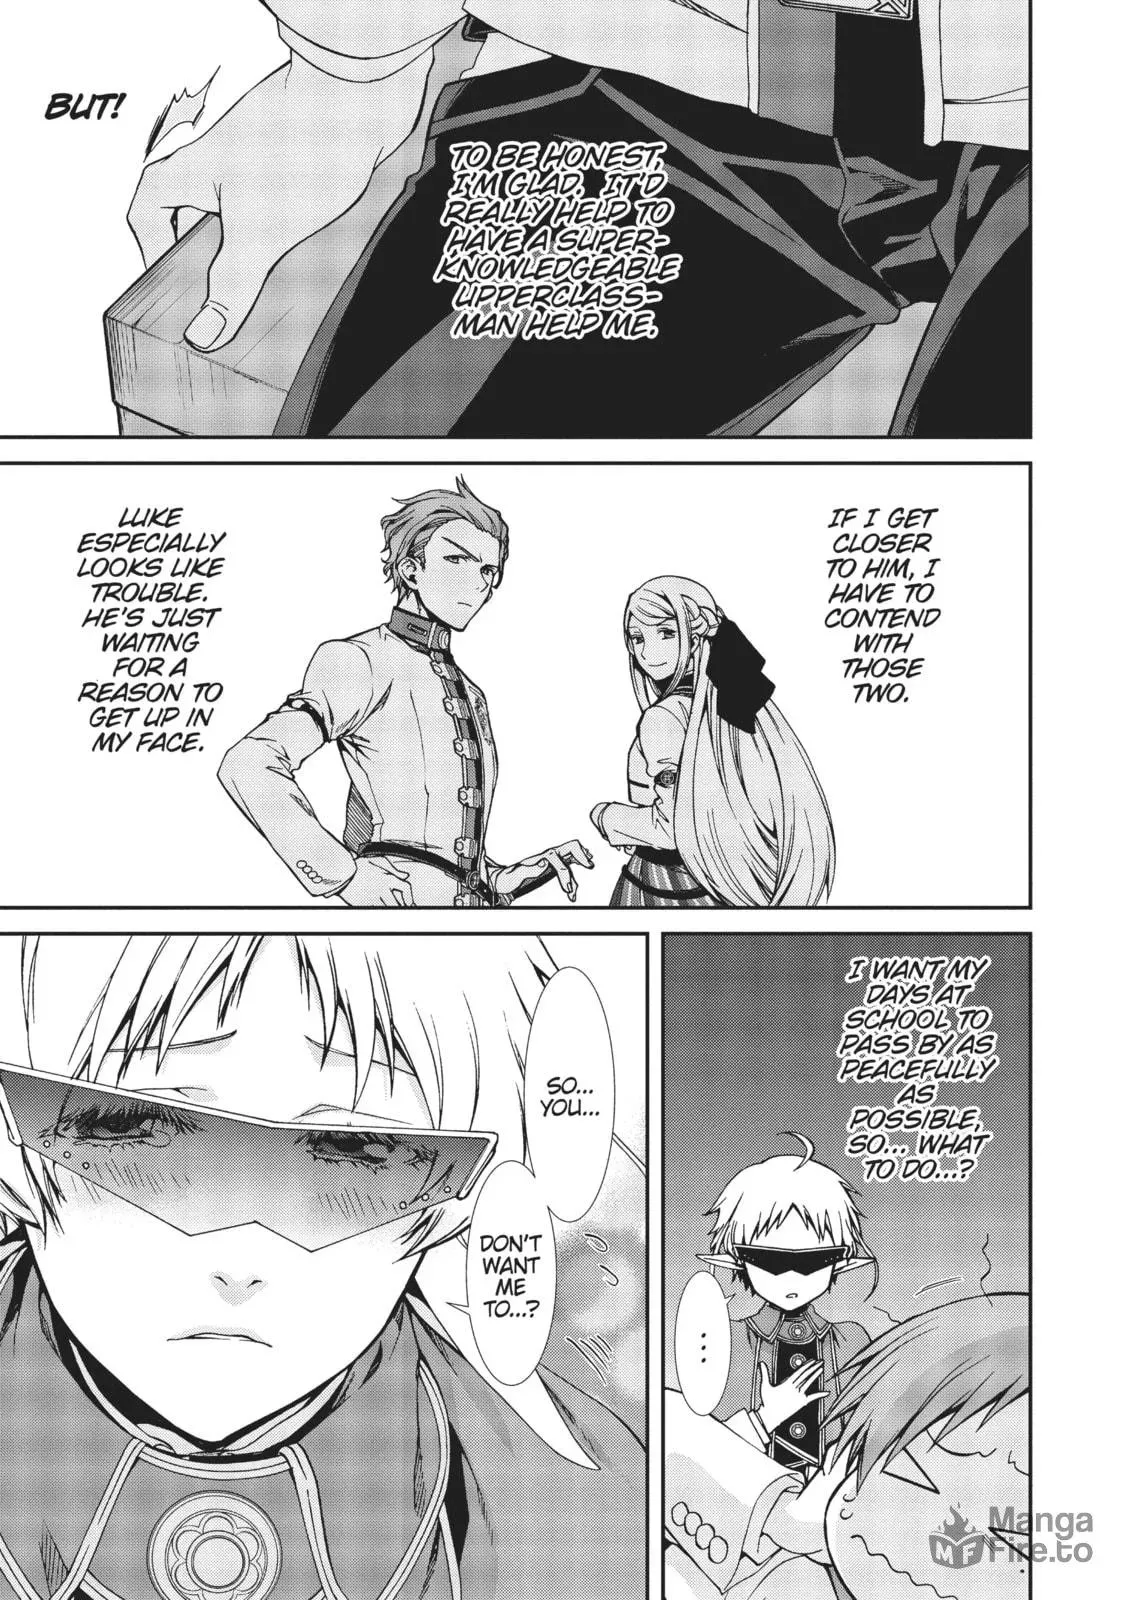 BUT!
TO BE HONEST,
I'M GLAD. IT'D
REALLY HELP TO
HAVE A SUPER-
KNOWLEDGEABLE
UPPERCLASS-
MAN HELP ME.
IF I GET
CLOSER
TO HIM, I
HAVE TO
CONTEND
WITH
THOSE
TWO.
LUKE
ESPECIALLY
LOOKS LIKE
TROUBLE.
HE'S JUST
WAITING
FOR A
REASON TO
GET UP IN
MY FACE.
I WANT MY
DAYS AT
SCHOOL TO
PASS BY AS
PEACEFULLY
AS
POSSIBLE,
SO... WHAT
TO DO...?
...
SO...
YOU...
DON'T
WANT
ME
TO...?
MF Manga
Fire.to